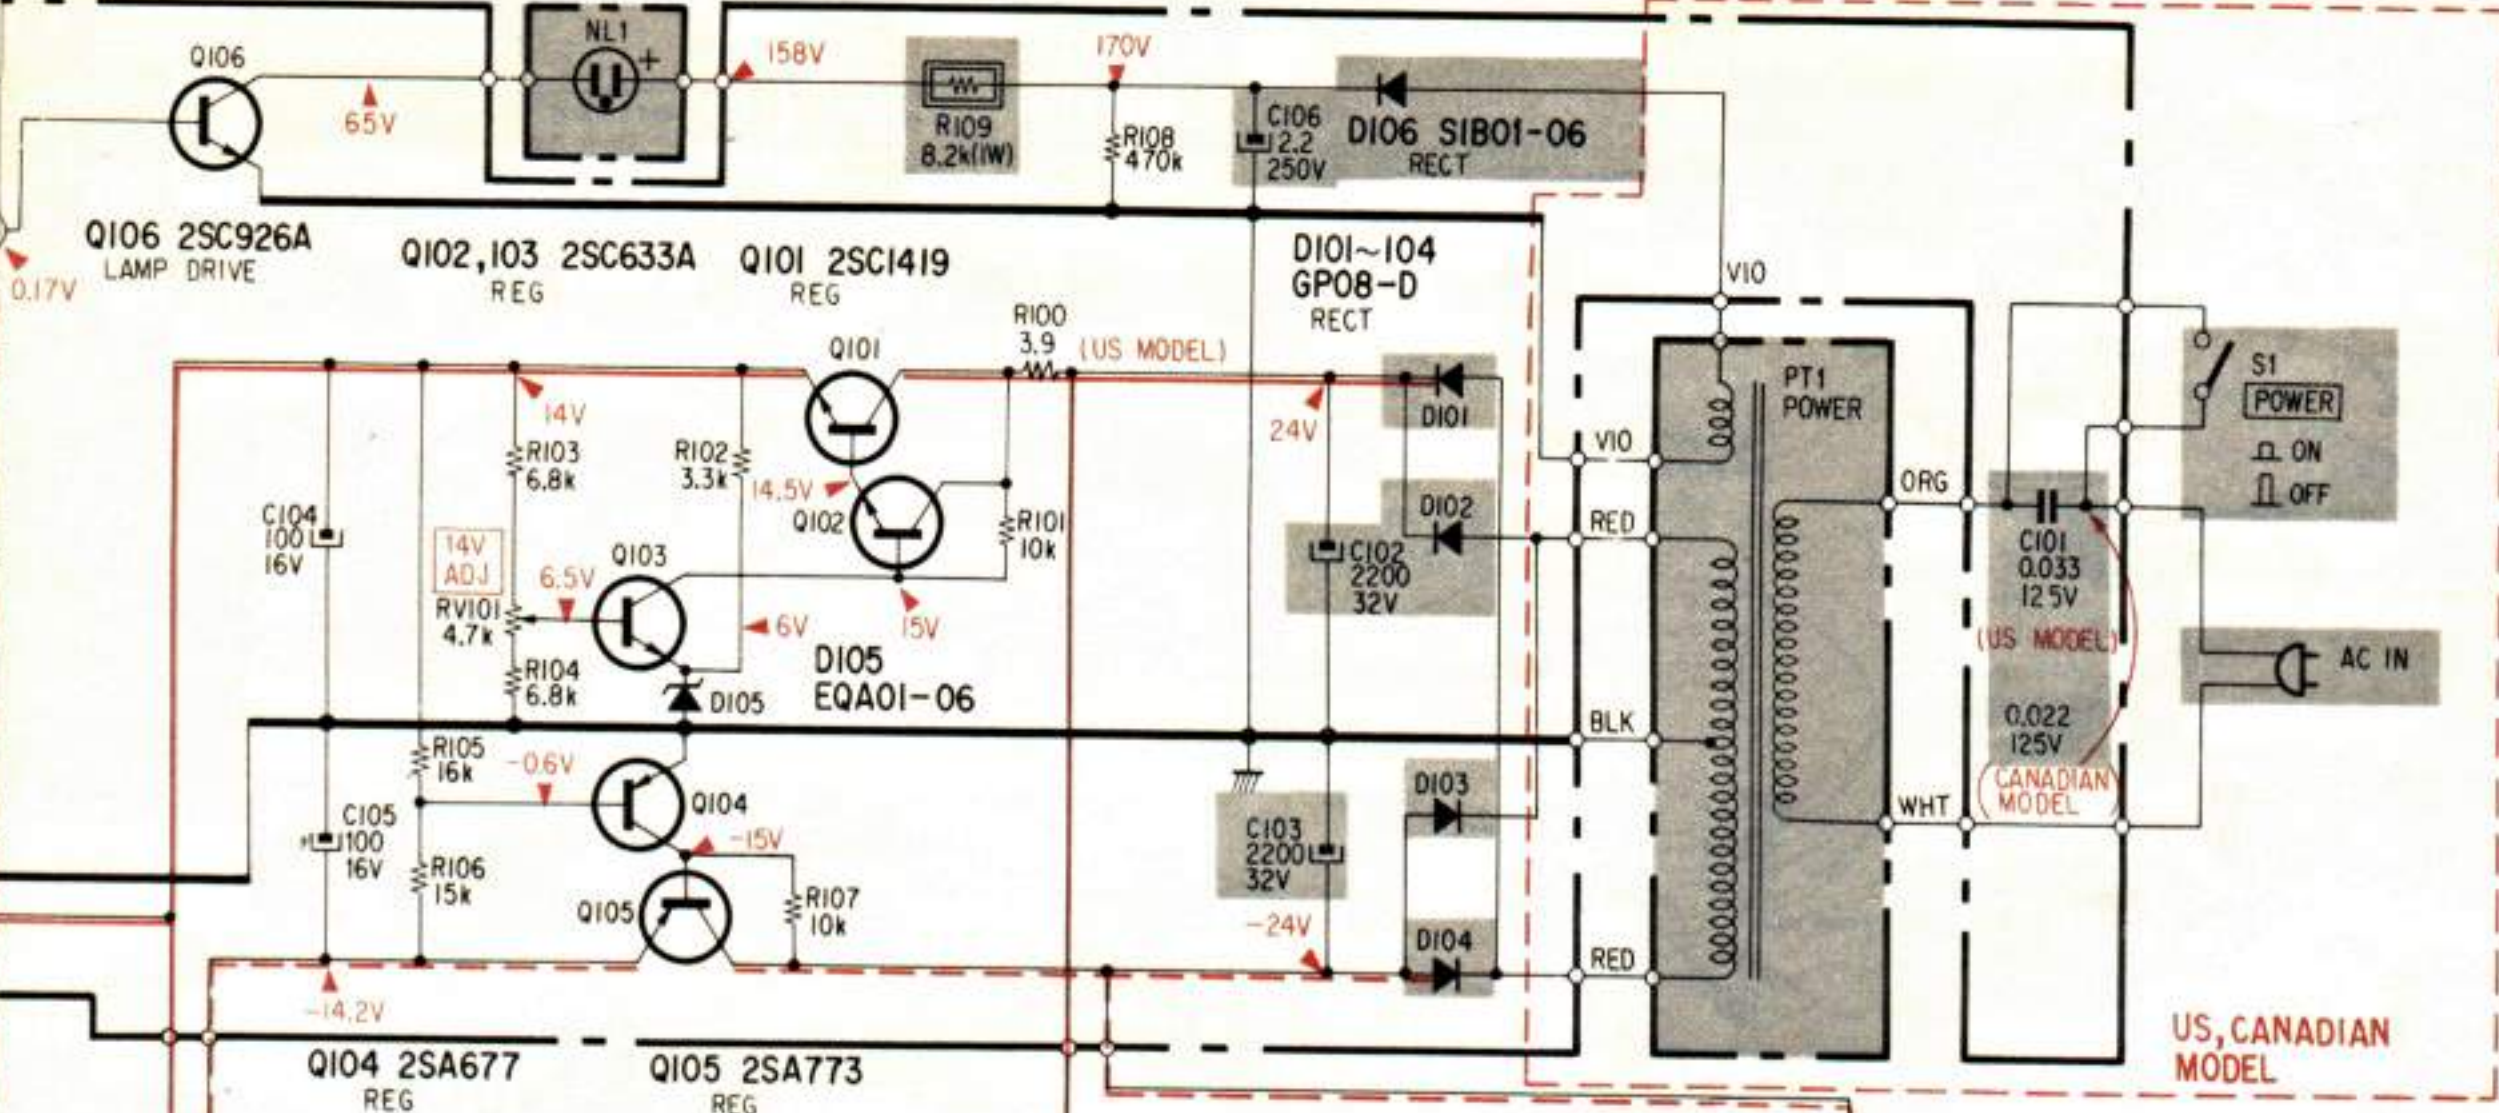 Q106
65V
NL1
+
158V
R109
8.2k(1W)
170V
R108
470k
C106
2.2
250V
D106 SIB01-06
RECT
Q106 2SC926A
LAMP DRIVE
0.17V
Q102,103 2SC633A
REG
Q101 2SC1419
REG
D101~104
GP08-D
RECT
VIO
R100
3.9
(US MODEL)
Q101
14V
R103
6.8k
R102
3.3k
14.5V
Q102
R101
10k
24V
D101
D102
C102
2200
32V
VIO
RED
PT1
POWER
ORG
S1
POWER
ON
OFF
C104
100
16V
14V
ADJ
RV101
4.7k
6.5V
Q103
6V
15V
R104
6.8k
D105
D105
EQA01-06
C101
0.033
125V
(US MODEL)
0.022
125V
(CANADIAN
MODEL)
AC IN
BLK
R105
16k
-0.6V
Q104
-15V
C105
+
100
16V
R106
15k
Q105
R107
10k
C103
2200
32V
-24V
D103
D104
RED
WHT
-14.2V
Q104 2SA677
REG
Q105 2SA773
REG
US,CANADIAN
MODEL